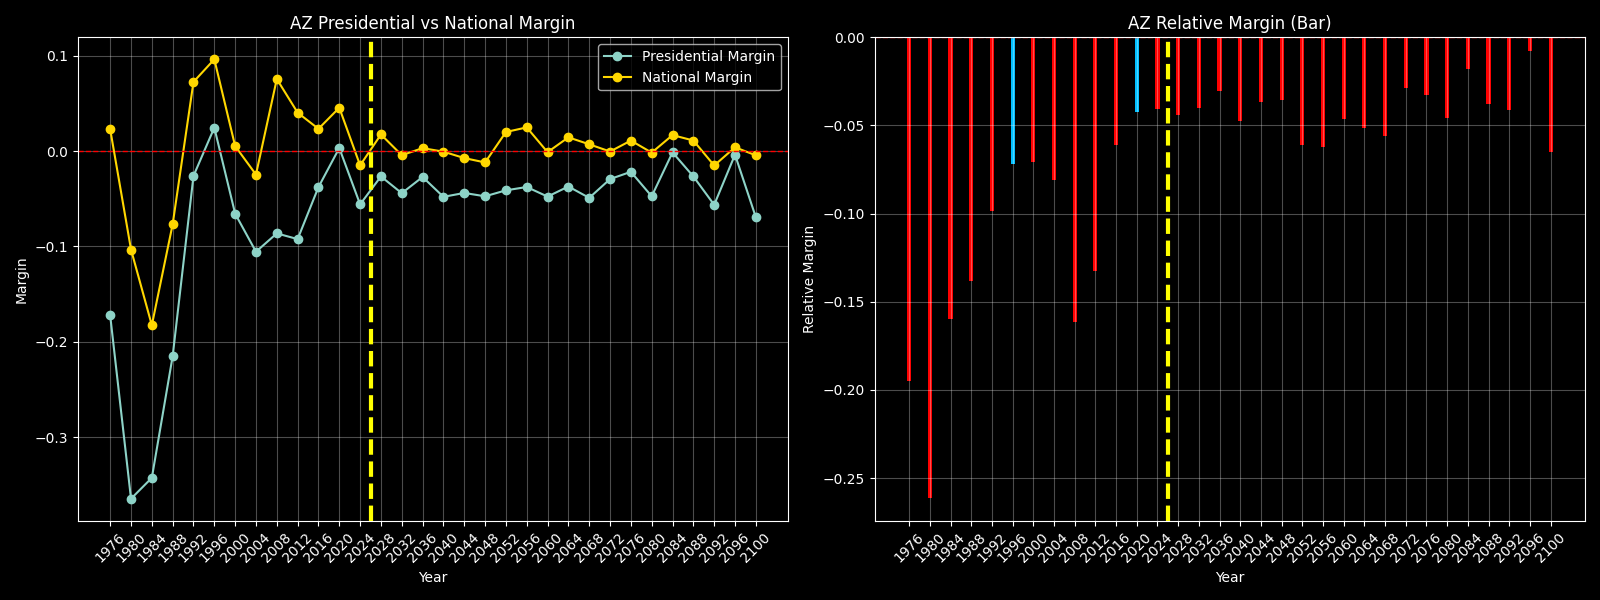 AZ Presidential vs National Margin
Presidential Margin
National Margin
0.1
0.0
−0.1
−0.2
−0.3
Margin
1976 1980 1984 1988 1992 1996 2000 2004 2008 2012 2016 2020 2024 2028 2032 2036 2040 2044 2048 2052 2056 2060 2064 2068 2072 2076 2080 2084 2088 2092 2096 2100
Year
AZ Relative Margin (Bar)
0.00
−0.05
−0.10
−0.15
−0.20
−0.25
Relative Margin
1976 1980 1984 1988 1992 1996 2000 2004 2008 2012 2016 2020 2024 2028 2032 2036 2040 2044 2048 2052 2056 2060 2064 2068 2072 2076 2080 2084 2088 2092 2096 2100
Year